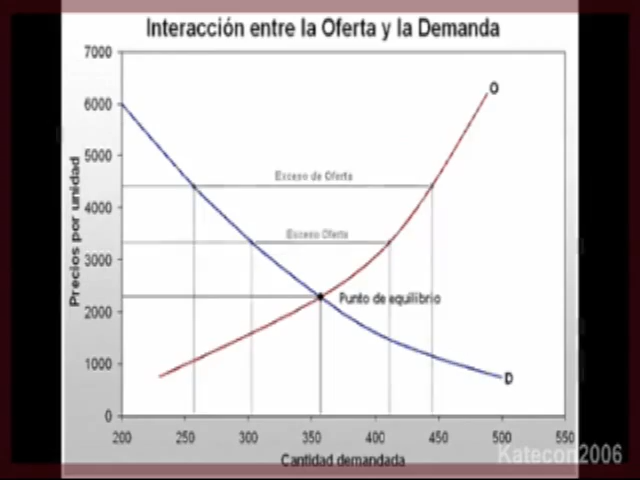 Interacción entre la Oferta y la Demanda
7000
6000
5000
4000
3000
2000
1000
0
Precios por unidad
O
Exceso de Oferta
Exceso Oferta
Punto de equilibrio
D
200 250 300 350 400 450 500 550
Cantidad demandada
Katecon2006